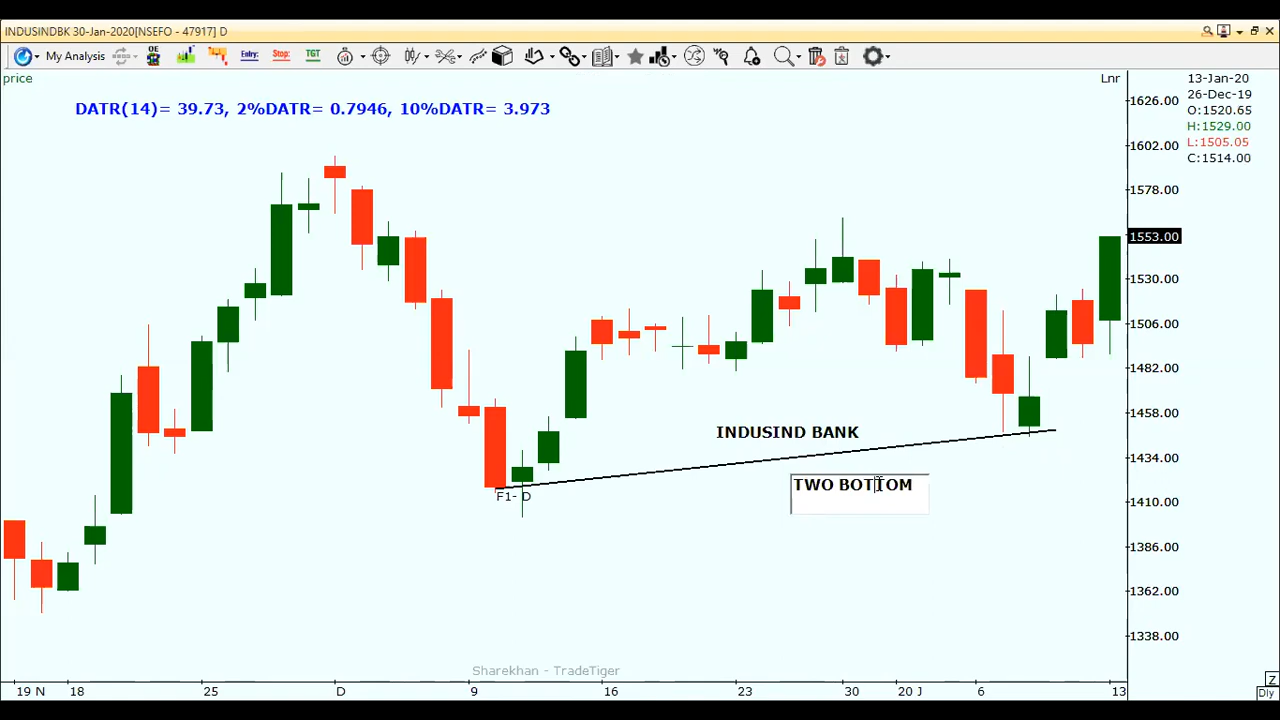 INDUSINDBK 30-Jan-2020[NSEFO - 47917] D
My Analysis OE Entry: Stop: TGT
price
Lnr
13-Jan-20
26-Dec-19
O:1520.65
H:1529.00
L:1505.05
C:1514.00
DATR(14)= 39.73, 2%DATR= 0.7946, 10%DATR= 3.973
1626.00
1602.00
1578.00
1553.00
1530.00
1506.00
1482.00
1458.00
1434.00
1410.00
1386.00
1362.00
1338.00
INDUSIND BANK
TWO BOTTOM
F1- D
Sharekhan - TradeTiger
19 N 18 25 D 9 16 23 30 20 J 6 13
Z
Dly